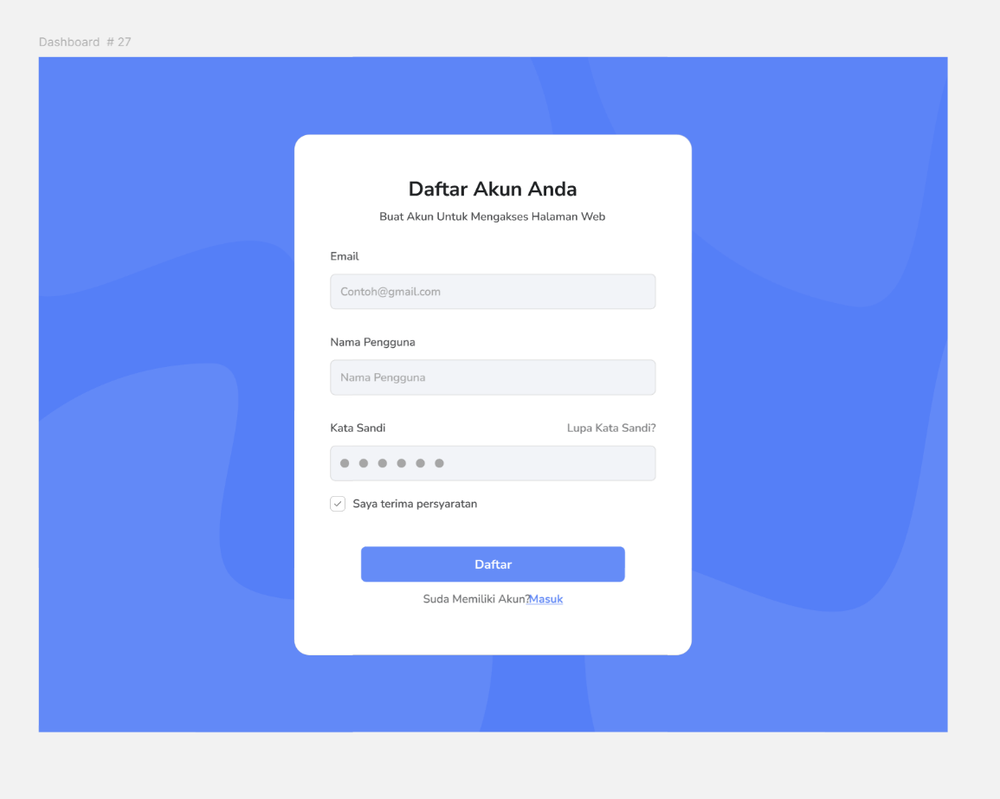 Dashboard # 27
Daftar Akun Anda
Buat Akun Untuk Mengakses Halaman Web
Email
Contoh@gmail.com
Nama Pengguna
Nama Pengguna
Kata Sandi Lupa Kata Sandi?
Saya terima persyaratan
Daftar
Suda Memiliki Akun?Masuk